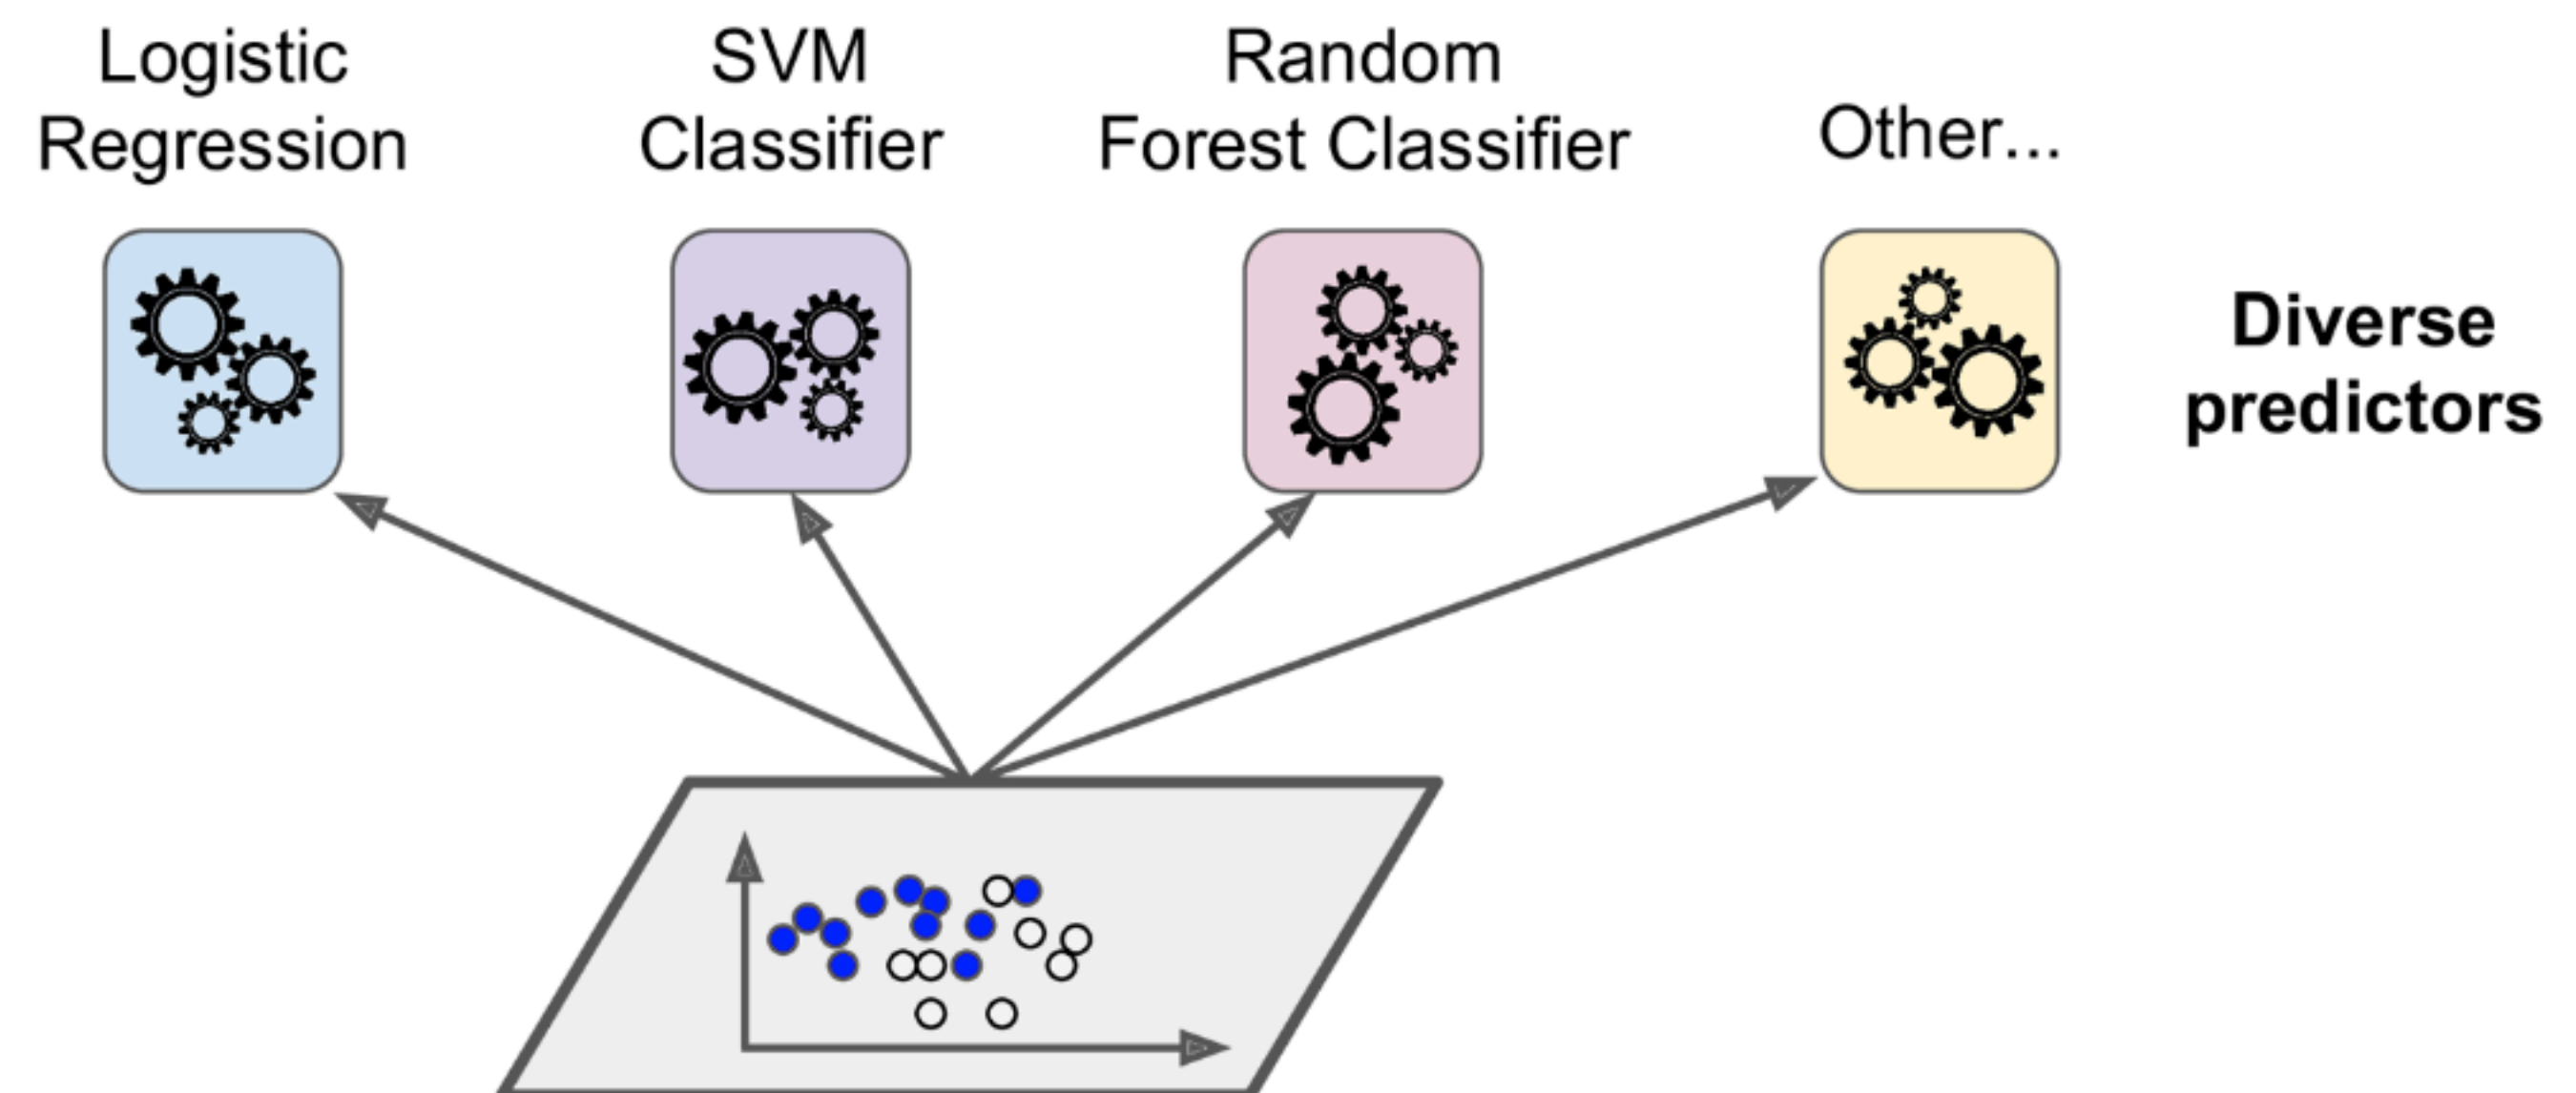 Logistic
Regression
SVM
Classifier
Random
Forest Classifier
Other...
Diverse
predictors